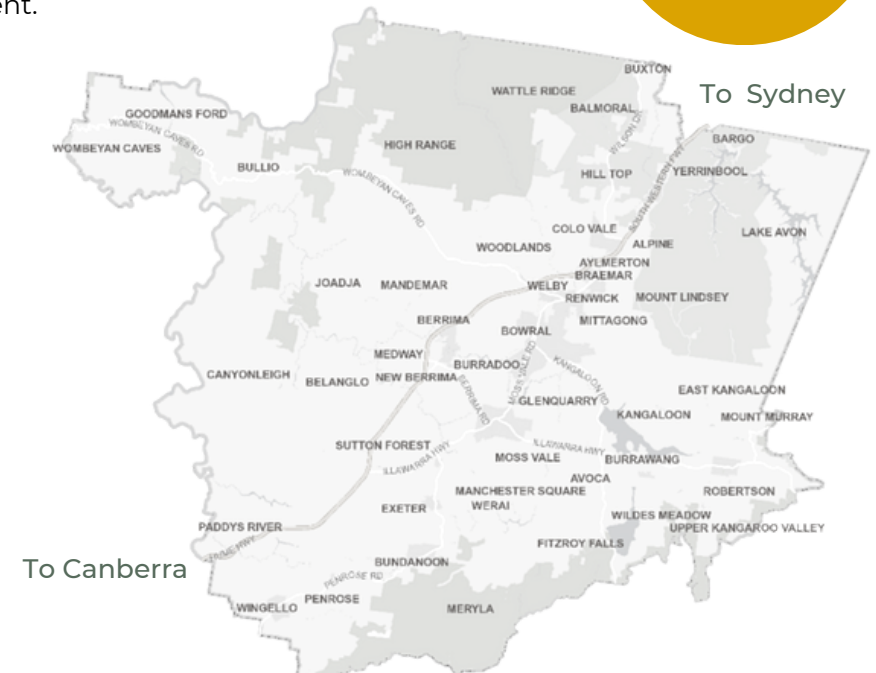 ent.
BUXTON
WATTLE RIDGE
To Sydney
BALMORAL
GOODMANS FORD
WOMBEYAN CAVES RD
WILSON DR
BARGO
WOMBEYAN CAVES
HIGH RANGE
BULLIO
HILL TOP
YERRINBOOL
WOMBEYAN CAVES RD
SOUTH WESTERN FWY
COLO VALE
LAKE AVON
WOODLANDS
ALPINE
AYLMERTON
BRAEMAR
JOADJA
MANDEMAR
WELBY
RENWICK
MOUNT LINDSEY
BERRIMA
MITTAGONG
BOWRAL
MEDWAY
BURRADOO
MOSS VALE RD
KANGALOON RD
CANYONLEIGH
BELANGLO
NEW BERRIMA
BERRIMA RD
EAST KANGALOON
GLENQUARRY
KANGALOON
MOUNT MURRAY
SUTTON FOREST
ILLAWARRA HWY
ILLAWARRA HWY
MOSS VALE
BURRAWANG
AVOCA
MANCHESTER SQUARE
ROBERTSON
WERAI
EXETER
WILDES MEADOW
PADDYS RIVER
UPPER KANGAROO VALLEY
HUME HWY
FITZROY FALLS
To Canberra
BUNDANOON
PENROSE RD
PENROSE
WINGELLO
MERYLA